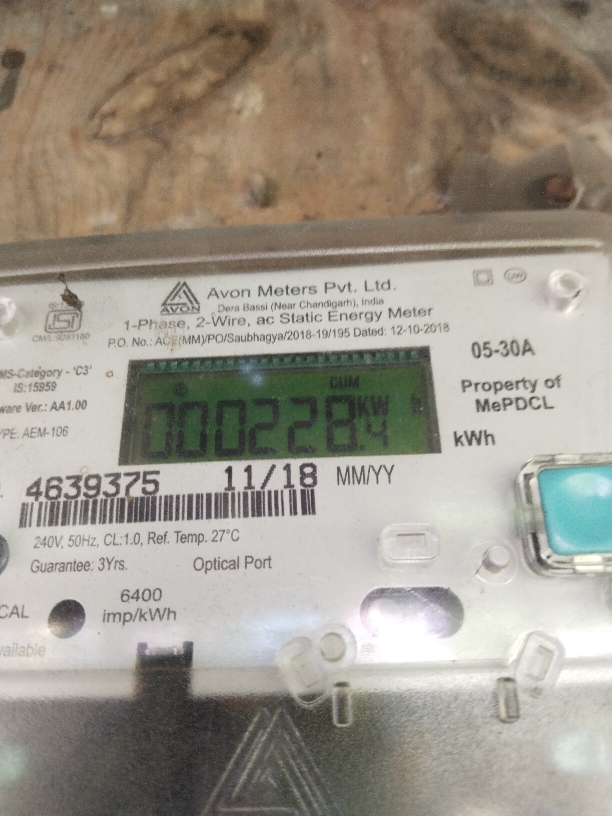 AVON
Avon Meters Pvt. Ltd.
Dera Bassi (Near Chandigarh), India
1-Phase, 2-Wire, ac Static Energy Meter
P.O. No.: ACE(MM)/PO/Saubhagya/2018-19/195 Dated: 12-10-2018
ISI
MS-Category - 'C3'
IS:15959
ware Ver.: AA1.00
YPE: AEM-106
CUM
000228.4 KW h
05-30A
Property of
MePDCL
kWh
4639375 11/18 MM/YY
240V, 50Hz, CL:1.0, Ref. Temp. 27°C
Guarantee: 3Yrs. Optical Port
CAL
6400
imp/kWh
vailable